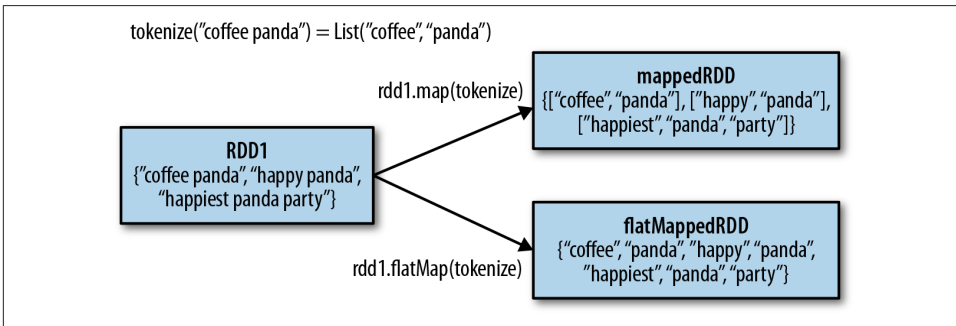 tokenize(”coffee panda”) = List(”coffee”, “panda”)
mappedRDD
{[“coffee”, “panda”], [”happy”, “panda”],
[”happiest”, “panda”, “party”]}
rdd1.map(tokenize)
RDD1
{”coffee panda”, “happy panda”,
“happiest panda party”}
flatMappedRDD
{“coffee”, “panda”, ”happy”, “panda”,
”happiest”, “panda”, “party”}
rdd1.flatMap(tokenize)